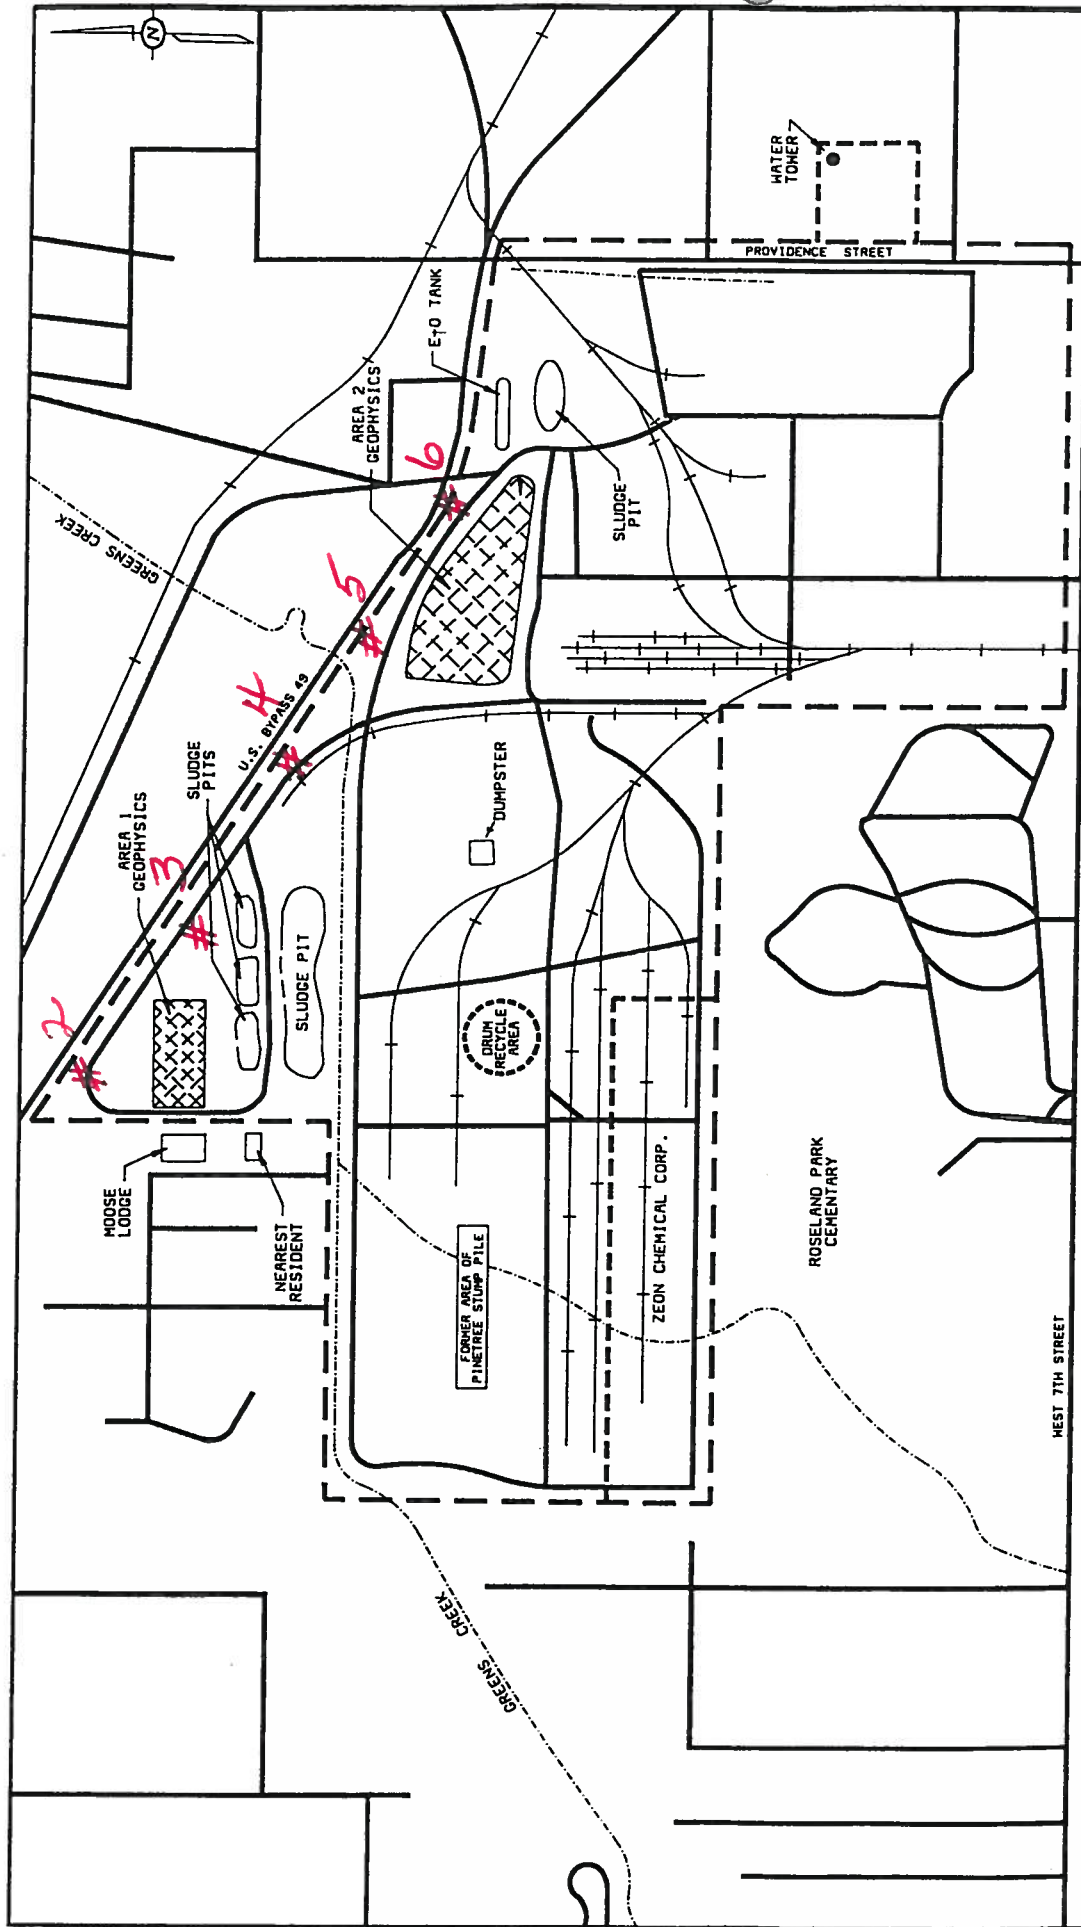 N
GREENS CREEK
WATER
TOWER
PROVIDENCE STREET
E+O TANK
AREA 2
GEOPHYSICS
SLUDGE
PIT
# 6
# 5
# 4
U.S. BYPASS 49
SLUDGE
PITS
AREA 1
GEOPHYSICS
# 3
# 2
SLUDGE PIT
DUMPSTER
DRUM
RECYCLE
AREA
MOOSE
LODGE
NEAREST
RESIDENT
FORMER AREA OF
PINETREE STUMP PILE
ZEON CHEMICAL CORP.
ROSELAND PARK
CEMENTARY
WEST 7TH STREET
GREENS CREEK